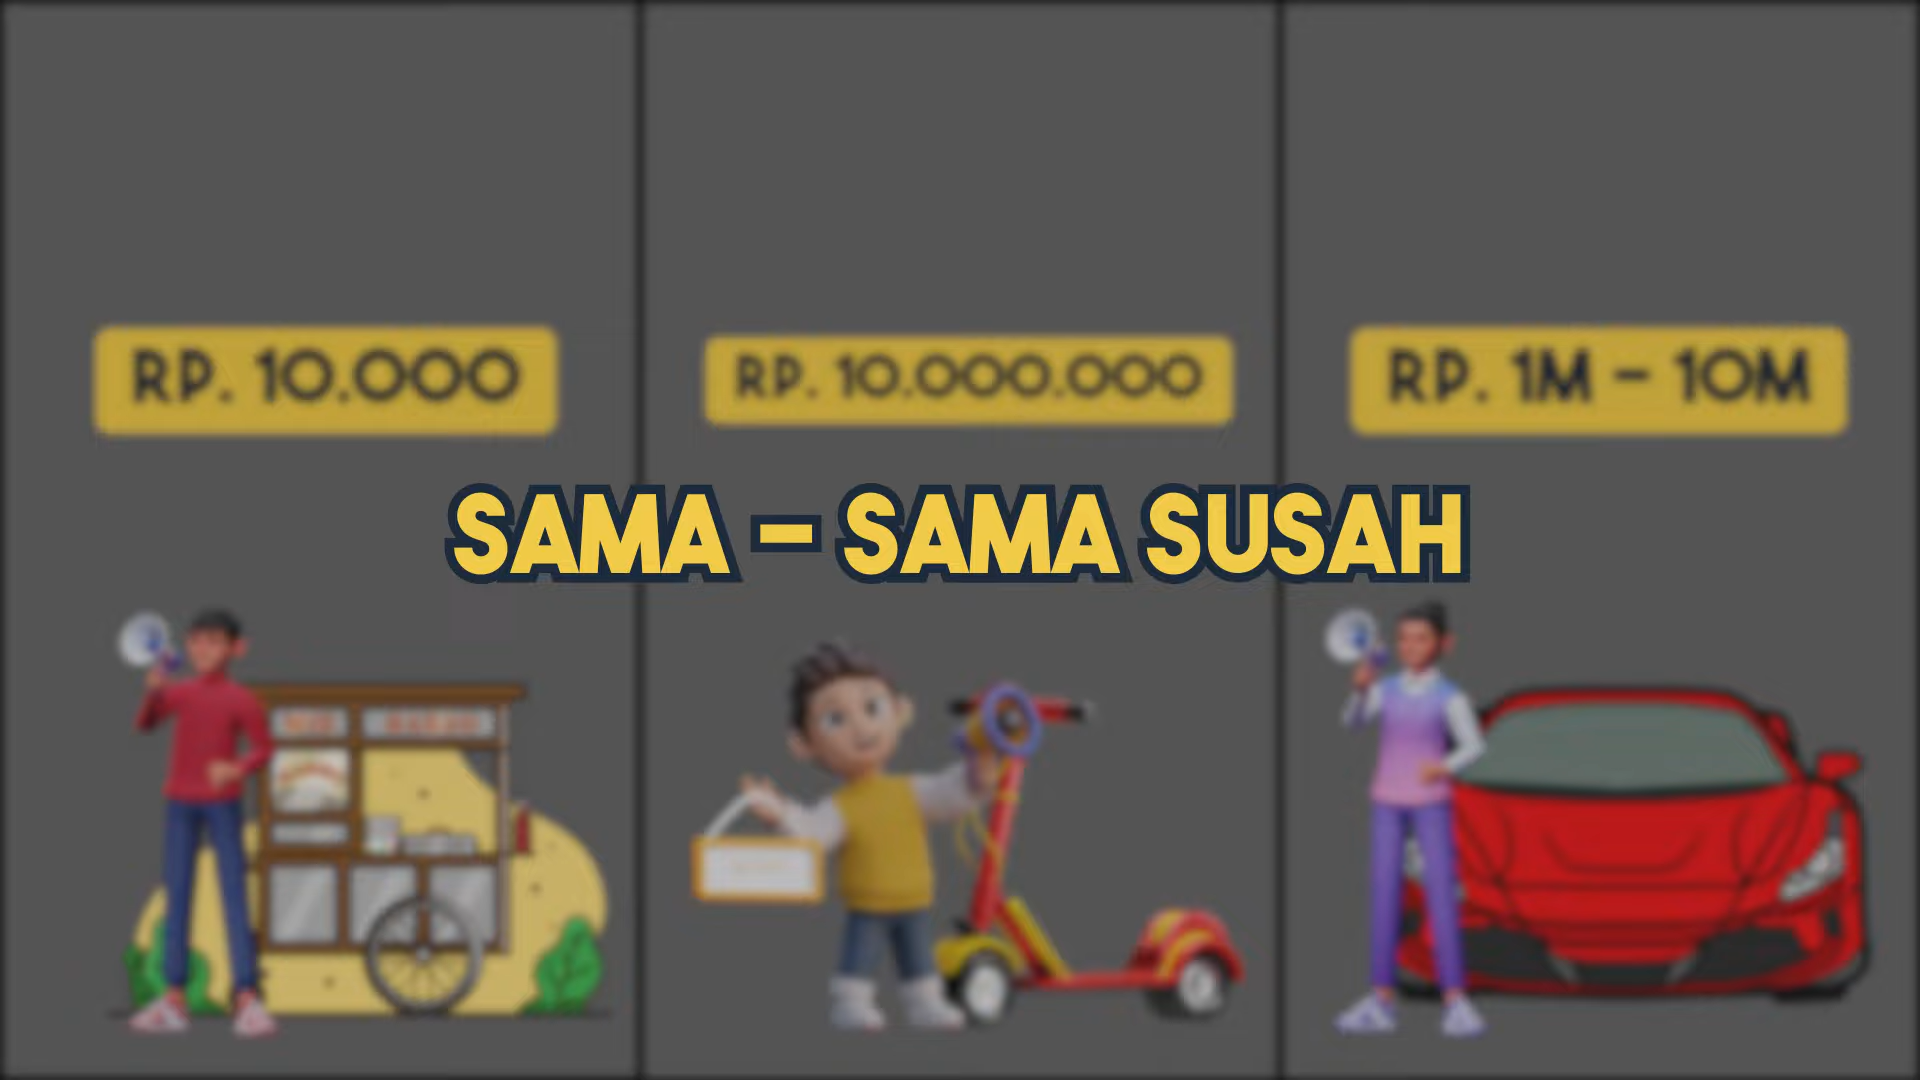 RP. 10.000
RP. 10.000.000
RP. 1M - 10M
SAMA - SAMA SUSAH